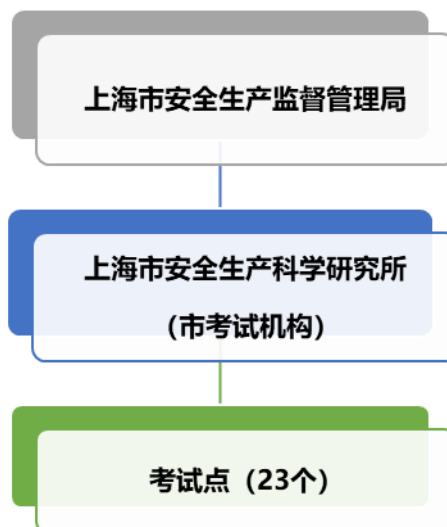 上海市安全生产监督管理局
上海市安全生产科学研究所
（市考试机构）
考试点（23个）